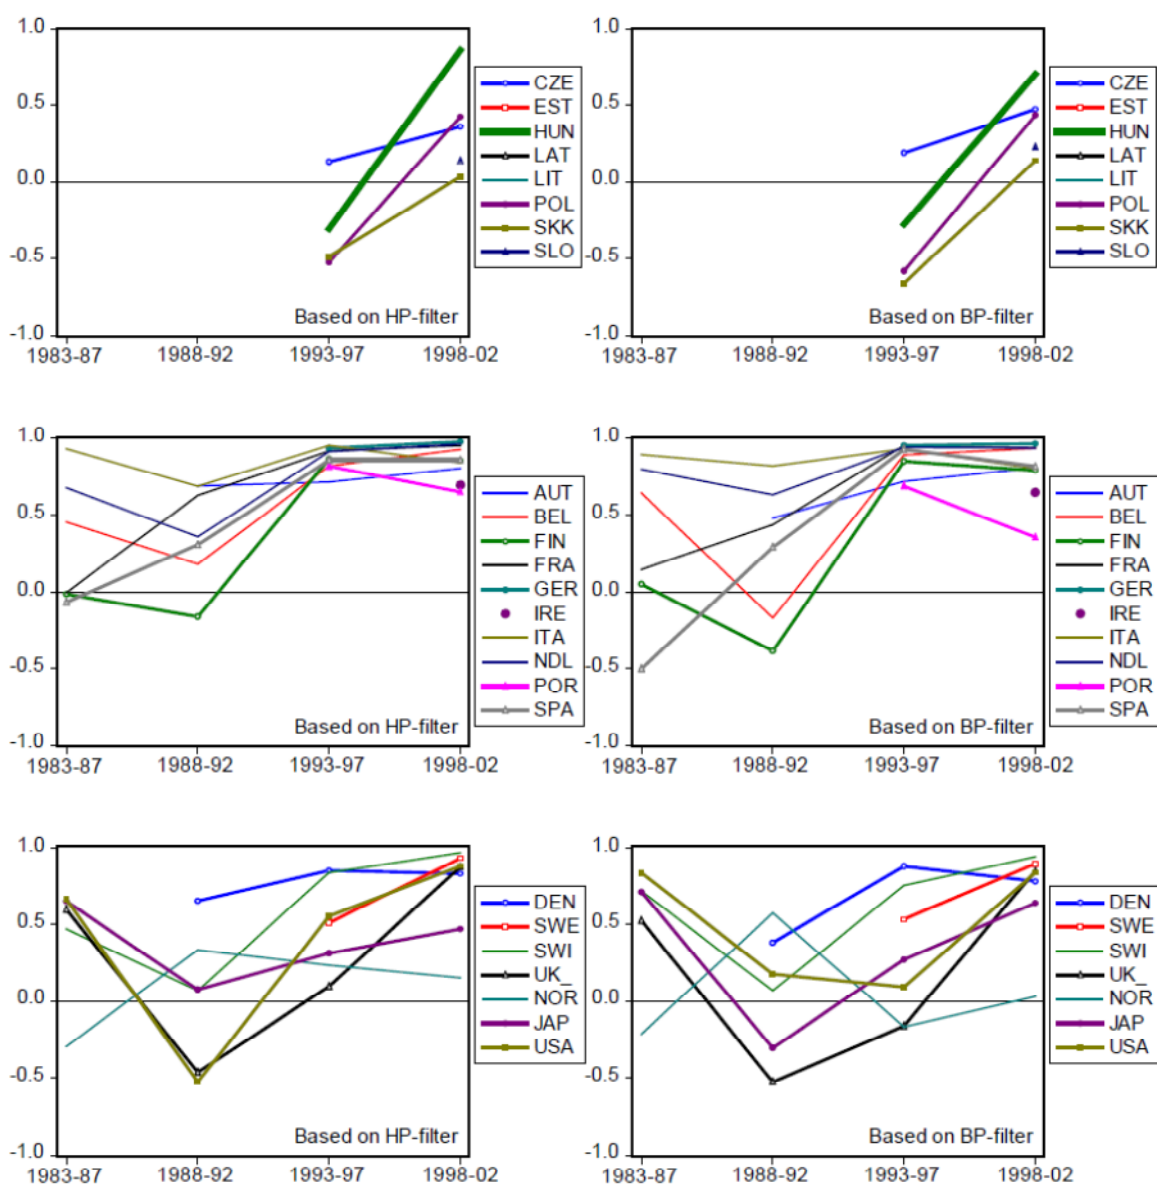 1.0
0.5
0.0
-0.5
-1.0
1983-87 1988-92 1993-97 1998-02
Based on HP-filter
CZE
EST
HUN
LAT
LIT
POL
SKK
SLO
1.0
0.5
0.0
-0.5
-1.0
1983-87 1988-92 1993-97 1998-02
Based on BP-filter
CZE
EST
HUN
LAT
LIT
POL
SKK
SLO
1.0
0.5
0.0
-0.5
-1.0
1983-87 1988-92 1993-97 1998-02
Based on HP-filter
AUT
BEL
FIN
FRA
GER
IRE
ITA
NDL
POR
SPA
1.0
0.5
0.0
-0.5
-1.0
1983-87 1988-92 1993-97 1998-02
Based on BP-filter
AUT
BEL
FIN
FRA
GER
IRE
ITA
NDL
POR
SPA
1.0
0.5
0.0
-0.5
-1.0
1983-87 1988-92 1993-97 1998-02
Based on HP-filter
DEN
SWE
SWI
UK_
NOR
JAP
USA
1.0
0.5
0.0
-0.5
-1.0
1983-87 1988-92 1993-97 1998-02
Based on BP-filter
DEN
SWE
SWI
UK_
NOR
JAP
USA